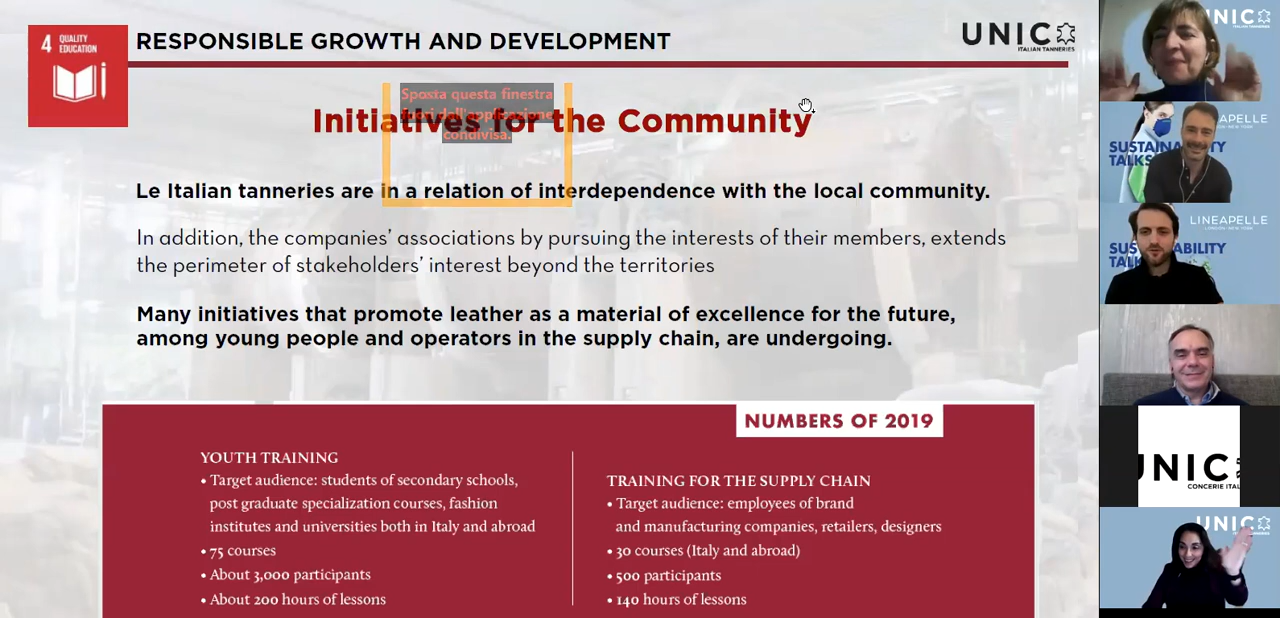 4 QUALITY
EDUCATION
RESPONSIBLE GROWTH AND DEVELOPMENT
UNIC
ITALIAN TANNERIES
Sposta questa finestra
fuori dall'applicazione
condivisa.
Initiatives for the Community
Le Italian tanneries are in a relation of interdependence with the local community.
In addition, the companies’ associations by pursuing the interests of their members, extends
the perimeter of stakeholders’ interest beyond the territories
Many initiatives that promote leather as a material of excellence for the future,
among young people and operators in the supply chain, are undergoing.
NUMBERS OF 2019
YOUTH TRAINING
• Target audience: students of secondary schools,
post graduate specialization courses, fashion
institutes and universities both in Italy and abroad
• 75 courses
• About 3,000 participants
• About 200 hours of lessons
TRAINING FOR THE SUPPLY CHAIN
• Target audience: employees of brand
and manufacturing companies, retailers, designers
• 30 courses (Italy and abroad)
• 500 participants
• 140 hours of lessons
UNIC
LINEAPELLE
LONDON · NEW YORK
UNIC
CONCERIE ITAL
UNIC